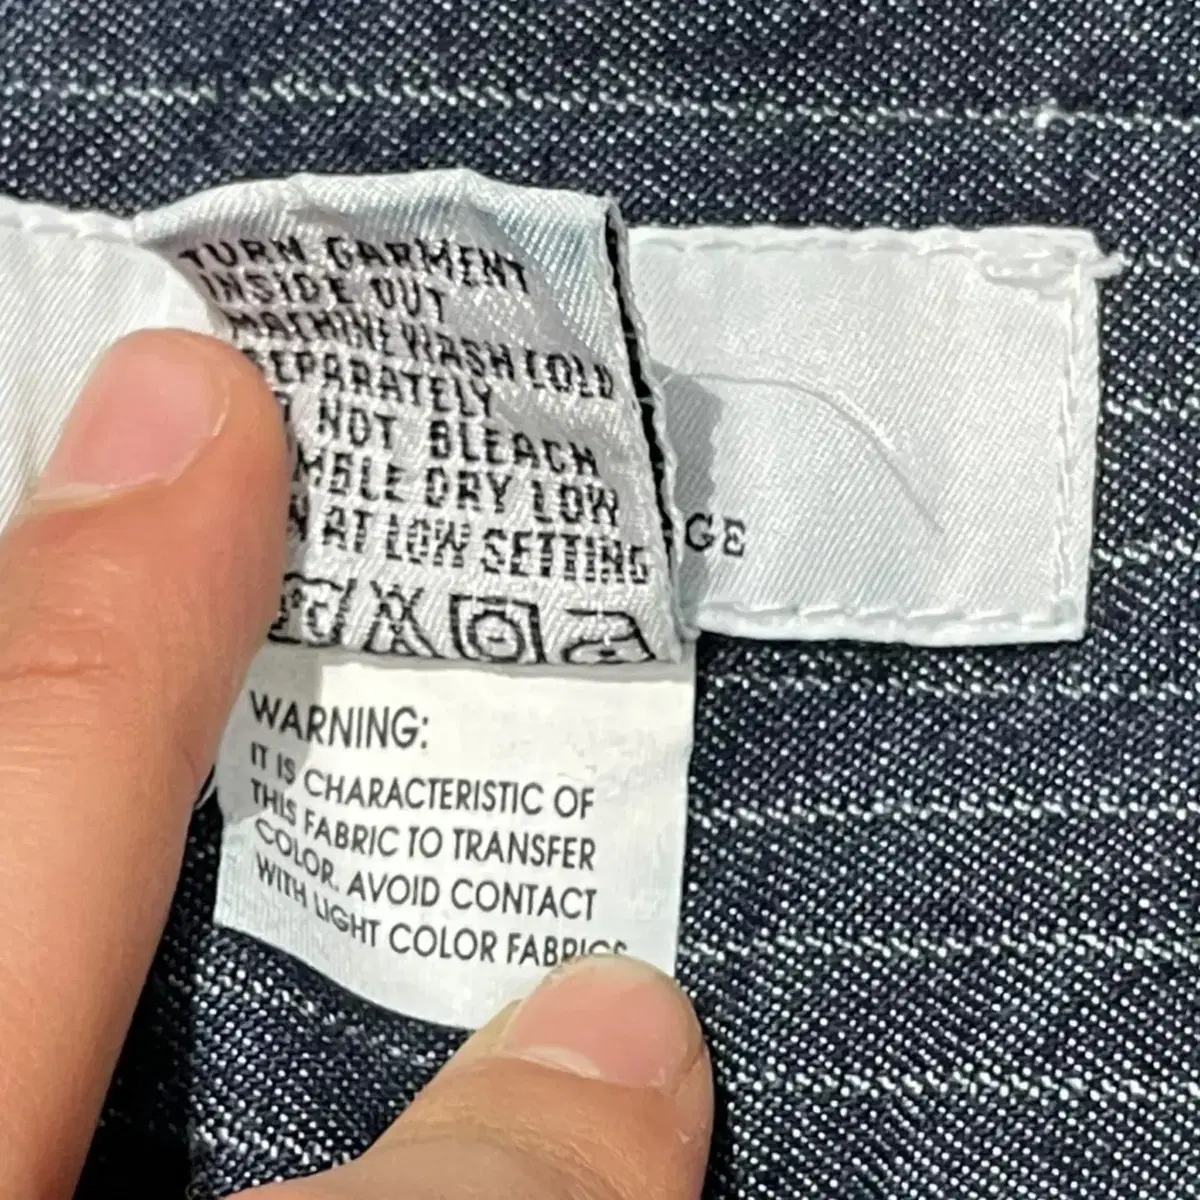 TURN GARMENT
INSIDE OUT
MACHINE WASH COLD
SEPARATELY
NOT BLEACH
MBLE DRY LOW
N AT LOW SETTING
GE
WARNING:
IT IS CHARACTERISTIC OF
THIS FABRIC TO TRANSFER
COLOR. AVOID CONTACT
WITH LIGHT COLOR FABRICS